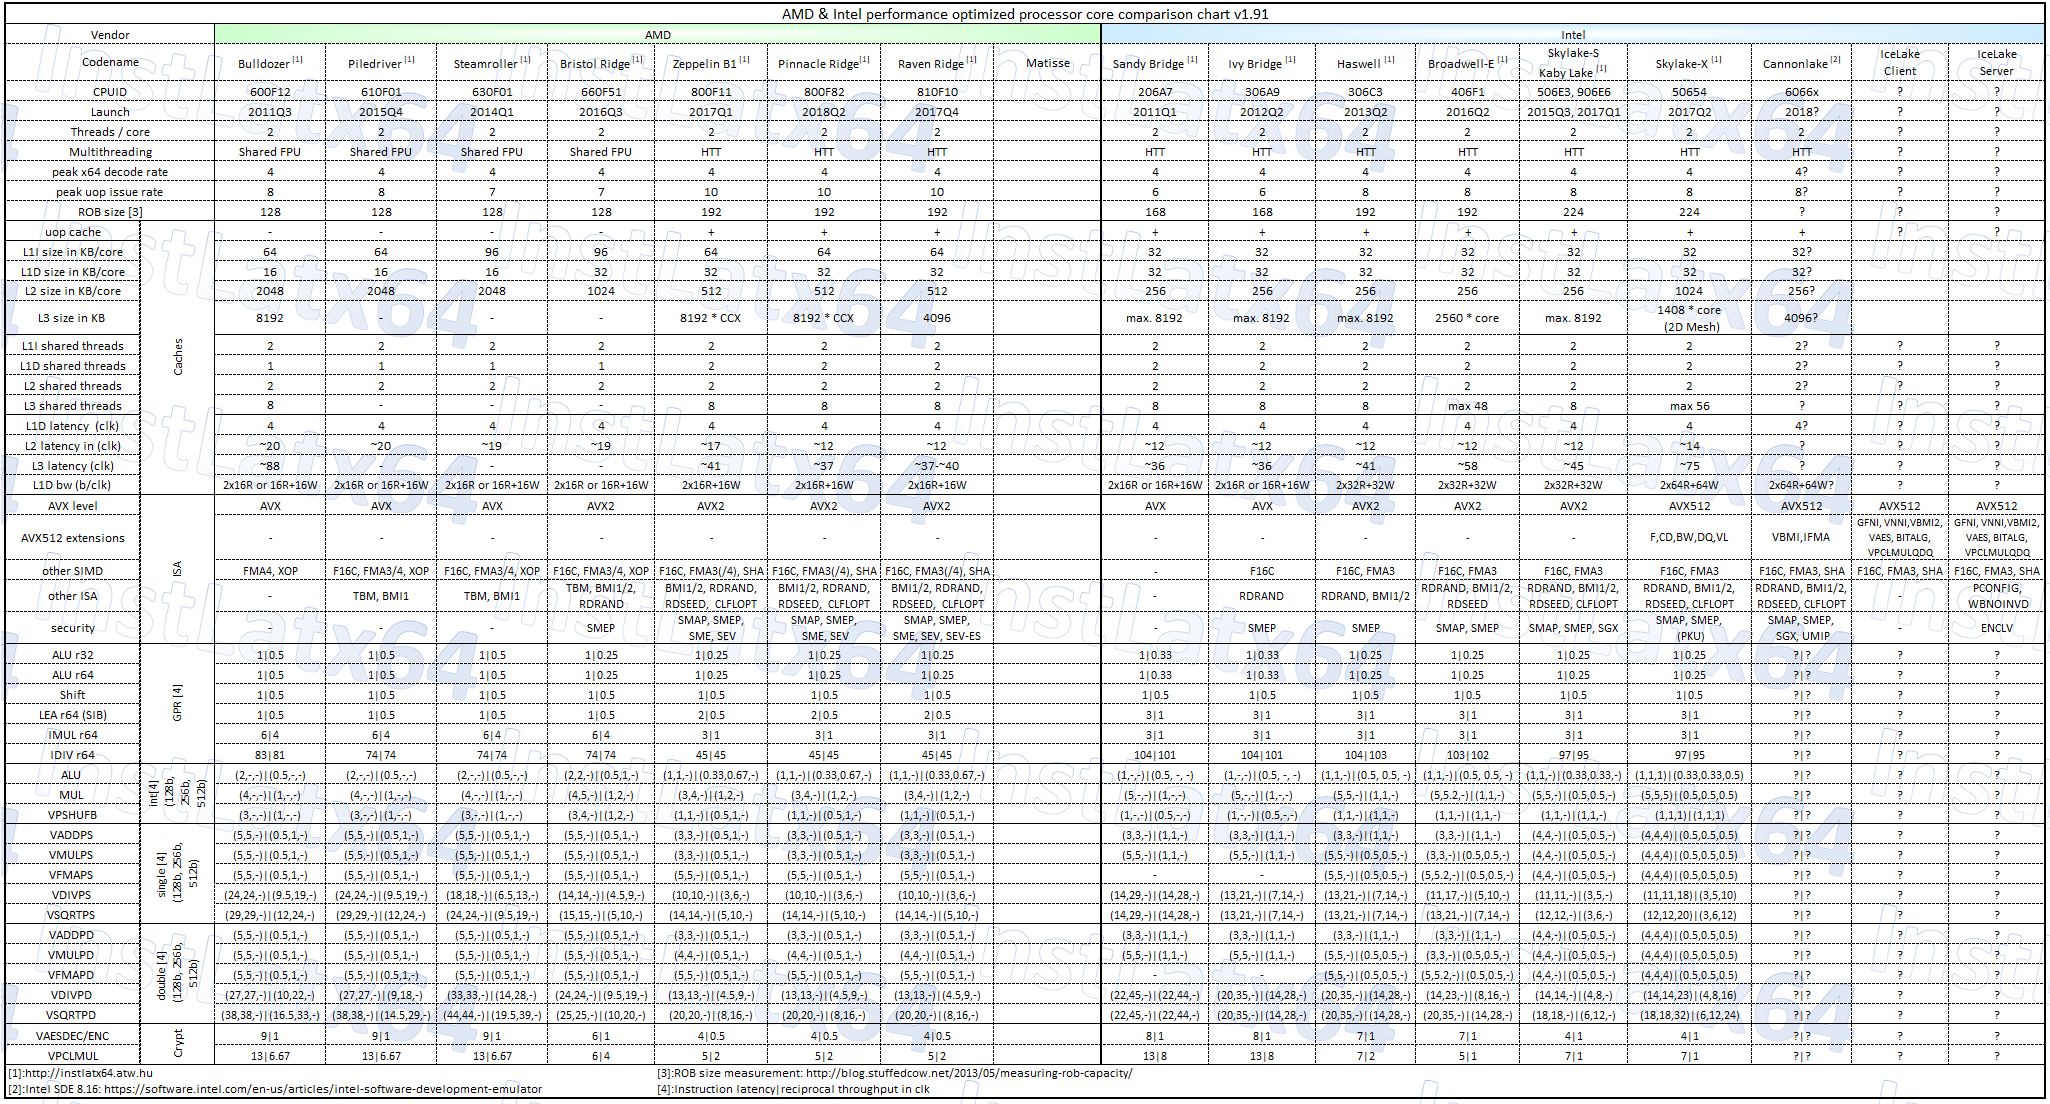 AMD & Intel performance optimized processor core comparison chart v1.91
Vendor AMD Intel
Codename Bulldozer [1] Piledriver [1] Steamroller [1] Bristol Ridge [1] Zeppelin B1 [1] Pinnacle Ridge [1] Raven Ridge [1] Matisse Sandy Bridge [1] Ivy Bridge [1] Haswell [1] Broadwell-E [1] Skylake-S Kaby Lake [1] Skylake-X [1] Cannonlake [2] IceLake Client IceLake Server
CPUID 600F12 610F01 630F01 660F51 800F11 800F82 810F10 206A7 306A9 306C3 406F1 506E3, 906E6 50654 6066x ? ?
Launch 2011Q3 2015Q4 2014Q1 2016Q3 2017Q1 2018Q2 2017Q4 2011Q1 2012Q2 2013Q2 2016Q2 2015Q3, 2017Q1 2017Q2 2018? ? ?
Threads / core 2 2 2 2 2 2 2 2 2 2 2 2 2 2 ? ?
Multithreading Shared FPU Shared FPU Shared FPU Shared FPU HTT HTT HTT HTT HTT HTT HTT HTT HTT HTT ? ?
peak x64 decode rate 4 4 4 4 4 4 4 4 4 4 4 4 4 4? ? ?
peak uop issue rate 8 8 7 7 10 10 10 6 6 8 8 8 8 8? ? ?
ROB size [3] 128 128 128 128 192 192 192 168 168 192 192 224 224 ? ? ?
Caches
uop cache - - - - + + + + + + + + + + ? ?
L1I size in KB/core 64 64 96 96 64 64 64 32 32 32 32 32 32 32?
L1D size in KB/core 16 16 16 32 32 32 32 32 32 32 32 32 32 32?
L2 size in KB/core 2048 2048 2048 1024 512 512 512 256 256 256 256 256 1024 256?
L3 size in KB 8192 - - - 8192 * CCX 8192 * CCX 4096 max. 8192 max. 8192 max. 8192 2560 * core max. 8192 1408 * core (2D Mesh) 4096?
L1I shared threads 2 2 2 2 2 2 2 2 2 2 2 2 2 2? ? ?
L1D shared threads 1 1 1 1 2 2 2 2 2 2 2 2 2 2? ? ?
L2 shared threads 2 2 2 2 2 2 2 2 2 2 2 2 2 2? ? ?
L3 shared threads 8 - - - 8 8 8 8 8 8 max 48 8 max 56 ? ? ?
L1D latency (clk) 4 4 4 4 4 4 4 4 4 4 4 4 4 4? ? ?
L2 latency in (clk) ~20 ~20 ~19 ~19 ~17 ~12 ~12 ~12 ~12 ~12 ~12 ~12 ~14 ? ? ?
L3 latency (clk) ~88 - - - ~41 ~37 ~37-~40 ~36 ~36 ~41 ~58 ~45 ~75 ? ? ?
L1D bw (b/clk) 2x16R or 16R+16W 2x16R or 16R+16W 2x16R or 16R+16W 2x16R or 16R+16W 2x16R+16W 2x16R+16W 2x16R+16W 2x16R or 16R+16W 2x16R or 16R+16W 2x32R+32W 2x32R+32W 2x32R+32W 2x64R+64W 2x64R+64W? ? ?
ISA
AVX level AVX AVX AVX AVX2 AVX2 AVX2 AVX2 AVX AVX AVX2 AVX2 AVX2 AVX512 AVX512 AVX512 AVX512
AVX512 extensions - - - - - - - - - - - - F,CD,BW,DQ,VL VBMI,IFMA GFNI, VNNI,VBMI2, VAES, BITALG, VPCLMULQDQ GFNI, VNNI,VBMI2, VAES, BITALG, VPCLMULQDQ
other SIMD FMA4, XOP F16C, FMA3/4, XOP F16C, FMA3/4, XOP F16C, FMA3/4, XOP F16C, FMA3(/4), SHA F16C, FMA3(/4), SHA F16C, FMA3(/4), SHA - F16C F16C, FMA3 F16C, FMA3 F16C, FMA3 F16C, FMA3 F16C, FMA3, SHA F16C, FMA3, SHA F16C, FMA3, SHA
other ISA - TBM, BMI1 TBM, BMI1 TBM, BMI1/2, RDRAND BMI1/2, RDRAND, RDSEED, CLFLOPT BMI1/2, RDRAND, RDSEED, CLFLOPT BMI1/2, RDRAND, RDSEED, CLFLOPT - RDRAND RDRAND, BMI1/2 RDRAND, BMI1/2, RDSEED RDRAND, BMI1/2, RDSEED, CLFLOPT RDRAND, BMI1/2, RDSEED, CLFLOPT RDRAND, BMI1/2, RDSEED, CLFLOPT - PCONFIG, WBNOINVD
security - - - SMEP SMAP, SMEP, SME, SEV SMAP, SMEP, SME, SEV SMAP, SMEP, SME, SEV, SEV-ES - SMEP SMEP SMAP, SMEP SMAP, SMEP, SGX SMAP, SMEP, (PKU) SMAP, SMEP, SGX, UMIP - ENCLV
GPR [4]
ALU r32 1|0.5 1|0.5 1|0.5 1|0.25 1|0.25 1|0.25 1|0.25 1|0.33 1|0.33 1|0.25 1|0.25 1|0.25 1|0.25 ?|? ? ?
ALU r64 1|0.5 1|0.5 1|0.5 1|0.25 1|0.25 1|0.25 1|0.25 1|0.33 1|0.33 1|0.25 1|0.25 1|0.25 1|0.25 ?|? ? ?
Shift 1|0.5 1|0.5 1|0.5 1|0.5 1|0.5 1|0.5 1|0.5 1|0.5 1|0.5 1|0.5 1|0.5 1|0.5 1|0.5 ?|? ? ?
LEA r64 (SIB) 1|0.5 1|0.5 1|0.5 1|0.5 2|0.5 2|0.5 2|0.5 3|1 3|1 3|1 3|1 3|1 3|1 ?|? ? ?
IMUL r64 6|4 6|4 6|4 6|4 3|1 3|1 3|1 3|1 3|1 3|1 3|1 3|1 3|1 ?|? ? ?
IDIV r64 83|81 74|74 74|74 74|74 45|45 45|45 45|45 104|101 104|101 104|103 103|102 97|95 97|95 ?|? ? ?
int[4] (128b, 256b, 512b)
ALU (2,-,-)|(0.5,-,-) (2,-,-)|(0.5,-,-) (2,-,-)|(0.5,-,-) (2,2,-)|(0.5,1,-) (1,1,-)|(0.33,0.67,-) (1,1,-)|(0.33,0.67,-) (1,1,-)|(0.33,0.67,-) (1,-,-)|(0.5, -, -) (1,-,-)|(0.5, -, -) (1,1,-)|(0.5, 0.5, -) (1,1,-)|(0.5, 0.5, -) (1,1,-)|(0.33,0.33,-) (1,1,1)|(0.33,0.33,0.5) ?|? ? ?
MUL (4,-,-)|(1,-,-) (4,-,-)|(1,-,-) (4,-,-)|(1,-,-) (4,5,-)|(1,2,-) (3,4,-)|(1,2,-) (3,4,-)|(1,2,-) (3,4,-)|(1,2,-) (5,-,-)|(1,-,-) (5,-,-)|(1,-,-) (5,5,-)|(1,1,-) (5,5.2,-)|(1,1,-) (5,5,-)|(0.5,0.5,-) (5,5,5)|(0.5,0.5,0.5) ?|? ? ?
VPSHUFB (3,-,-)|(1,-,-) (3,-,-)|(1,-,-) (3,-,-)|(1,-,-) (3,4,-)|(1,2,-) (1,1,-)|(0.5,1,-) (1,1,-)|(0.5,1,-) (1,1,-)|(0.5,1,-) (1,-,-)|(0.5,-,-) (1,-,-)|(0.5,-,-) (1,1,-)|(1,1,-) (1,1,-)|(1,1,-) (1,1,-)|(1,1,-) (1,1,1)|(1,1,1) ?|? ? ?
single [4] (128b, 256b, 512b)
VADDPS (5,5,-)|(0.5,1,-) (5,5,-)|(0.5,1,-) (5,5,-)|(0.5,1,-) (5,5,-)|(0.5,1,-) (3,3,-)|(0.5,1,-) (3,3,-)|(0.5,1,-) (3,3,-)|(0.5,1,-) (3,3,-)|(1,1,-) (3,3,-)|(1,1,-) (3,3,-)|(1,1,-) (3,3,-)|(1,1,-) (4,4,-)|(0.5,0.5,-) (4,4,4)|(0.5,0.5,0.5) ?|? ? ?
VMULPS (5,5,-)|(0.5,1,-) (5,5,-)|(0.5,1,-) (5,5,-)|(0.5,1,-) (5,5,-)|(0.5,1,-) (3,3,-)|(0.5,1,-) (3,3,-)|(0.5,1,-) (3,3,-)|(0.5,1,-) (5,5,-)|(1,1,-) (5,5,-)|(1,1,-) (5,5,-)|(0.5,0.5,-) (3,3,-)|(0.5,0.5,-) (4,4,-)|(0.5,0.5,-) (4,4,4)|(0.5,0.5,0.5) ?|? ? ?
VFMAPS (5,5,-)|(0.5,1,-) (5,5,-)|(0.5,1,-) (5,5,-)|(0.5,1,-) (5,5,-)|(0.5,1,-) (5,5,-)|(0.5,1,-) (5,5,-)|(0.5,1,-) (5,5,-)|(0.5,1,-) - - (5,5,-)|(0.5,0.5,-) (5,5.2,-)|(0.5,0.5,-) (4,4,-)|(0.5,0.5,-) (4,4,4)|(0.5,0.5,0.5) ?|? ? ?
VDIVPS (24,24,-)|(9.5,19,-) (24,24,-)|(9.5,19,-) (18,18,-)|(6.5,13,-) (14,14,-)|(4.5,9,-) (10,10,-)|(3,6,-) (10,10,-)|(3,6,-) (10,10,-)|(3,6,-) (14,29,-)|(14,28,-) (13,21,-)|(7,14,-) (13,21,-)|(7,14,-) (11,17,-)|(5,10,-) (11,11,-)|(3,5,-) (11,11,18)|(3,5,10) ?|? ? ?
VSQRTPS (29,29,-)|(12,24,-) (29,29,-)|(12,24,-) (24,24,-)|(9.5,19,-) (15,15,-)|(5,10,-) (14,14,-)|(5,10,-) (14,14,-)|(5,10,-) (14,14,-)|(5,10,-) (14,29,-)|(14,28,-) (13,21,-)|(7,14,-) (13,21,-)|(7,14,-) (13,21,-)|(7,14,-) (12,12,-)|(3,6,-) (12,12,20)|(3,6,12) ?|? ? ?
double [4] (128b, 256b, 512b)
VADDPD (5,5,-)|(0.5,1,-) (5,5,-)|(0.5,1,-) (5,5,-)|(0.5,1,-) (5,5,-)|(0.5,1,-) (3,3,-)|(0.5,1,-) (3,3,-)|(0.5,1,-) (3,3,-)|(0.5,1,-) (3,3,-)|(1,1,-) (3,3,-)|(1,1,-) (3,3,-)|(1,1,-) (3,3,-)|(1,1,-) (4,4,-)|(0.5,0.5,-) (4,4,4)|(0.5,0.5,0.5) ?|? ? ?
VMULPD (5,5,-)|(0.5,1,-) (5,5,-)|(0.5,1,-) (5,5,-)|(0.5,1,-) (5,5,-)|(0.5,1,-) (4,4,-)|(0.5,1,-) (4,4,-)|(0.5,1,-) (4,4,-)|(0.5,1,-) (5,5,-)|(1,1,-) (5,5,-)|(1,1,-) (5,5,-)|(0.5,0.5,-) (3,3,-)|(0.5,0.5,-) (4,4,-)|(0.5,0.5,-) (4,4,4)|(0.5,0.5,0.5) ?|? ? ?
VFMAPD (5,5,-)|(0.5,1,-) (5,5,-)|(0.5,1,-) (5,5,-)|(0.5,1,-) (5,5,-)|(0.5,1,-) (5,5,-)|(0.5,1,-) (5,5,-)|(0.5,1,-) (5,5,-)|(0.5,1,-) - - (5,5,-)|(0.5,0.5,-) (5,5.2,-)|(0.5,0.5,-) (4,4,-)|(0.5,0.5,-) (4,4,4)|(0.5,0.5,0.5) ?|? ? ?
VDIVPD (27,27,-)|(10,22,-) (27,27,-)|(9,18,-) (33,33,-)|(14,28,-) (24,24,-)|(9.5,19,-) (13,13,-)|(4.5,9,-) (13,13,-)|(4.5,9,-) (13,13,-)|(4.5,9,-) (22,45,-)|(22,44,-) (20,35,-)|(14,28,-) (20,35,-)|(14,28,-) (14,23,-)|(8,16,-) (14,14,-)|(4,8,-) (14,14,23)|(4,8,16) ?|? ? ?
VSQRTPD (38,38,-)|(16.5,33,-) (38,38,-)|(14.5,29,-) (44,44,-)|(19.5,39,-) (25,25,-)|(10,20,-) (20,20,-)|(8,16,-) (20,20,-)|(8,16,-) (20,20,-)|(8,16,-) (22,45,-)|(22,44,-) (20,35,-)|(14,28,-) (20,35,-)|(14,28,-) (20,35,-)|(14,28,-) (18,18,-)|(6,12,-) (18,18,32)|(6,12,24) ?|? ? ?
Crypt
VAESDEC/ENC 9|1 9|1 9|1 6|1 4|0.5 4|0.5 4|0.5 8|1 8|1 7|1 7|1 4|1 4|1 ?|? ? ?
VPCLMUL 13|6.67 13|6.67 13|6.67 6|4 5|2 5|2 5|2 13|8 13|8 7|2 5|1 7|1 7|1 ?|? ? ?
[1]:http://instlatx64.atw.hu [3]:ROB size measurement: http://blog.stuffedcow.net/2013/05/measuring-rob-capacity/
[2]:Intel SDE 8.16: https://software.intel.com/en-us/articles/intel-software-development-emulator [4]:Instruction latency|reciprocal throughput in clk
InstLatx64